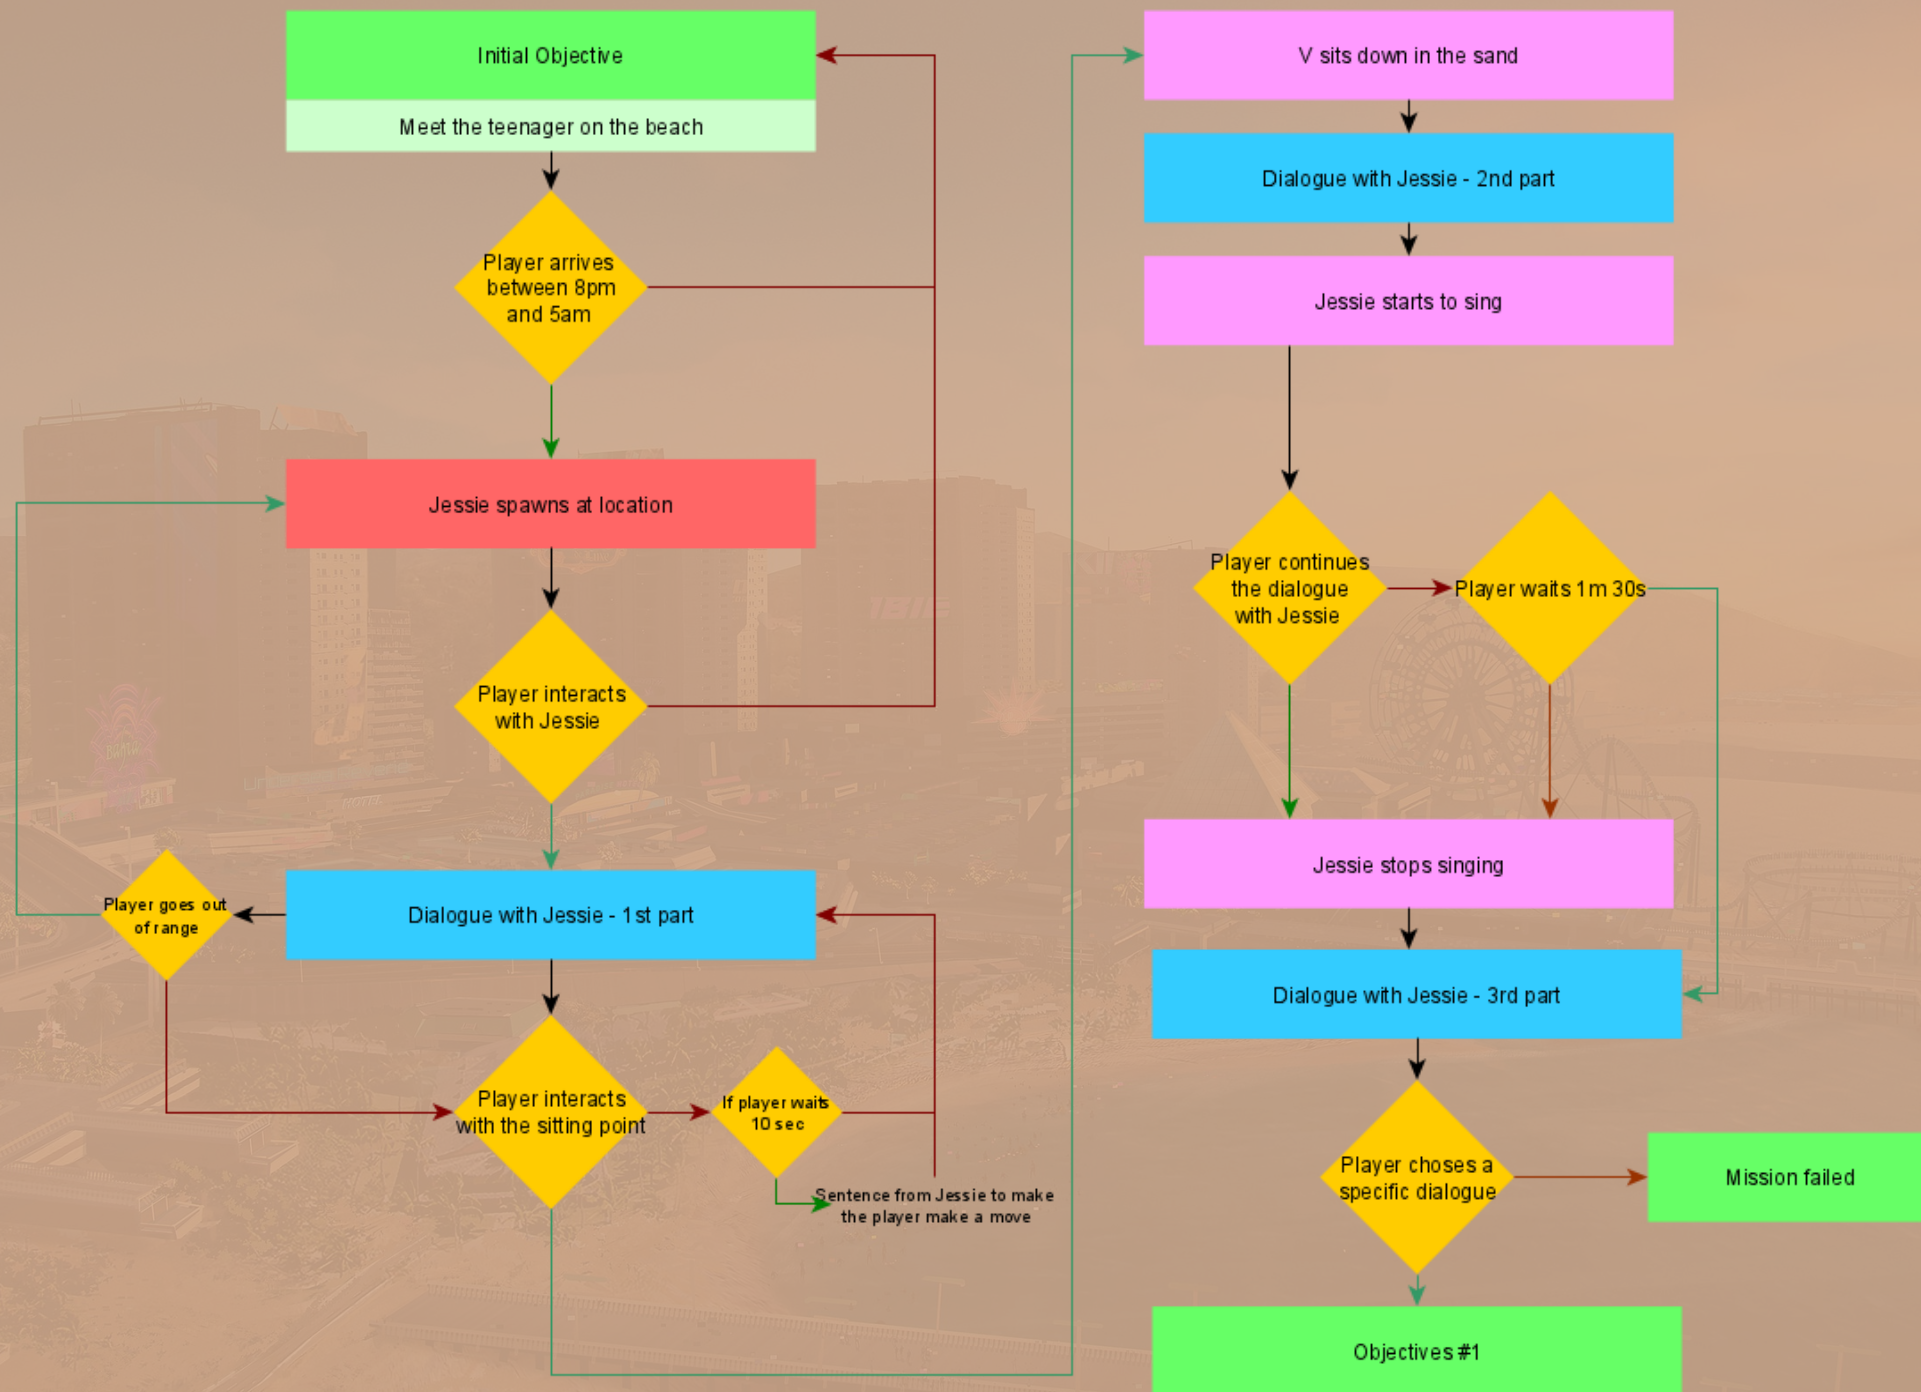 Initial Objective
Meet the teenager on the beach
Player arrives
between 8pm
and 5am
Jessie spawns at location
Player interacts
with Jessie
Player goes out
of range
Dialogue with Jessie - 1st part
Player interacts
with the sitting point
If player waits
10 sec
Sentence from Jessie to make
the player make a move
V sits down in the sand
Dialogue with Jessie - 2nd part
Jessie starts to sing
Player continues
the dialogue
with Jessie
Player waits 1m 30s
Jessie stops singing
Dialogue with Jessie - 3rd part
Player choses a
specific dialogue
Mission failed
Objectives #1